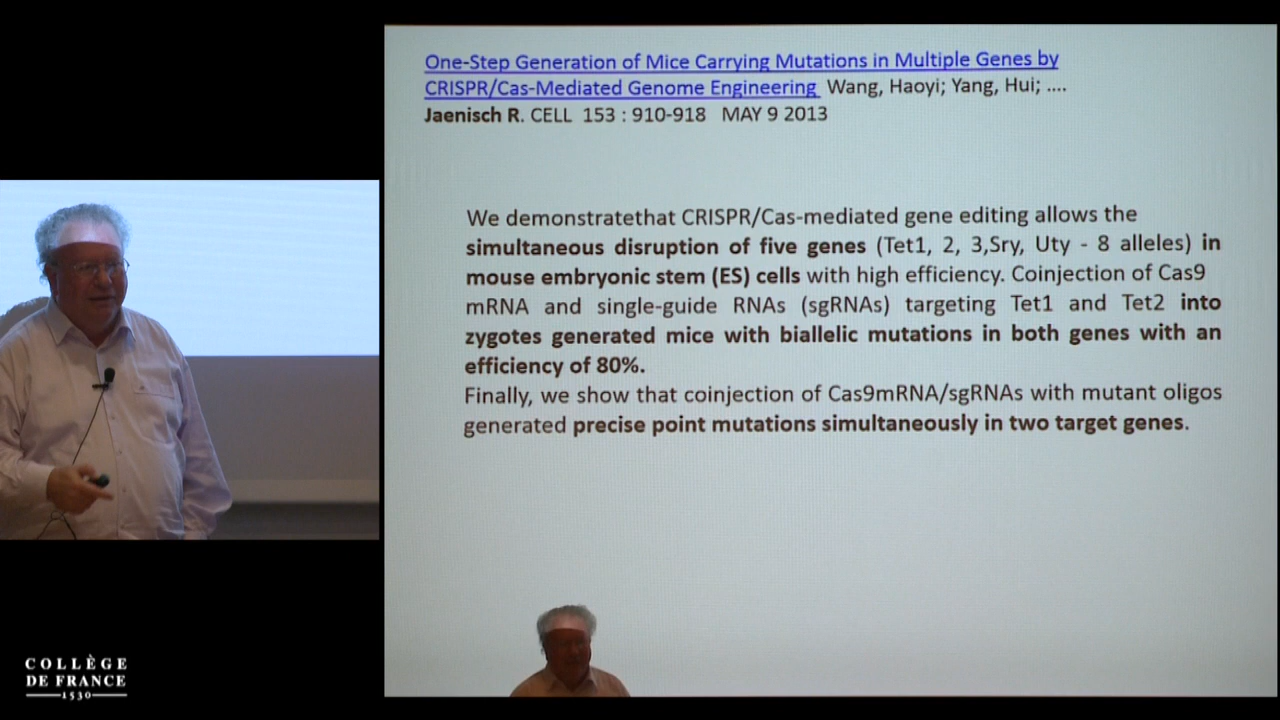 One-Step Generation of Mice Carrying Mutations in Multiple Genes by
CRISPR/Cas-Mediated Genome Engineering Wang, Haoyi; Yang, Hui; ....
Jaenisch R. CELL 153 : 910-918 MAY 9 2013
We demonstratethat CRISPR/Cas-mediated gene editing allows the
simultaneous disruption of five genes (Tet1, 2, 3,Sry, Uty - 8 alleles) in
mouse embryonic stem (ES) cells with high efficiency. Coinjection of Cas9
mRNA and single-guide RNAs (sgRNAs) targeting Tet1 and Tet2 into
zygotes generated mice with biallelic mutations in both genes with an
efficiency of 80%.
Finally, we show that coinjection of Cas9mRNA/sgRNAs with mutant oligos
generated precise point mutations simultaneously in two target genes.
COLLÈGE
DE FRANCE
1530